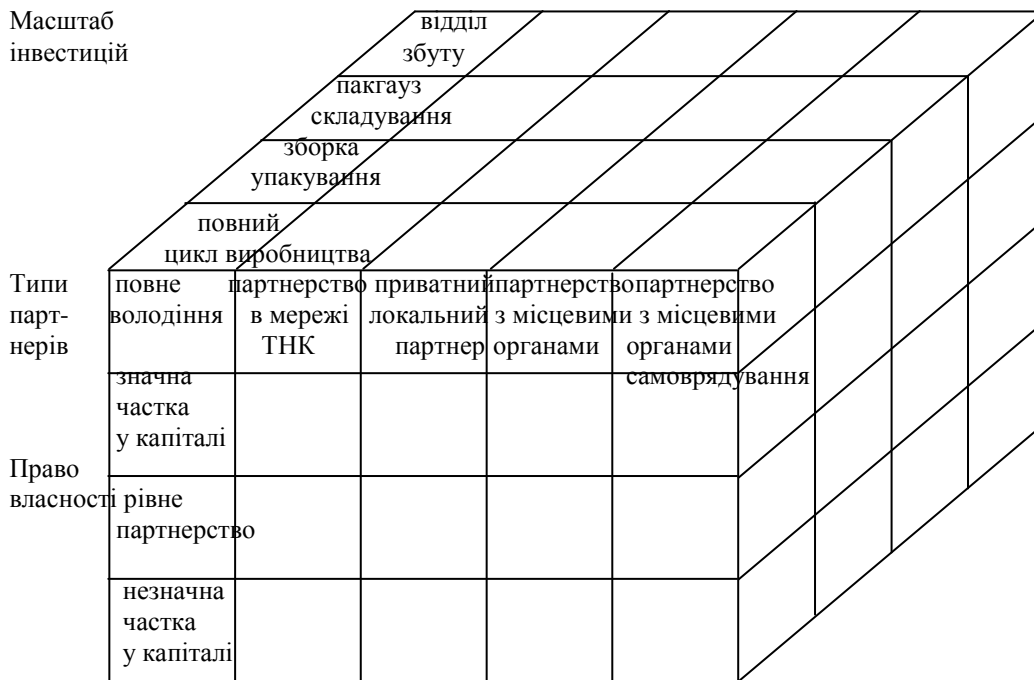 Масштаб
інвестицій
відділ
збуту
пакгауз
складування
зборка
упакування
повний
цикл виробництва
Типи
парт-
нерів
повне
володіння
партнерство
в мережі
ТНК
приватний
локальний
партнер
партнерство
з місцевими
органами
партнерство
з місцевими
органами
самоврядування
значна
частка
у капіталі
Право
власності
рівне
партнерство
незначна
частка
у капіталі